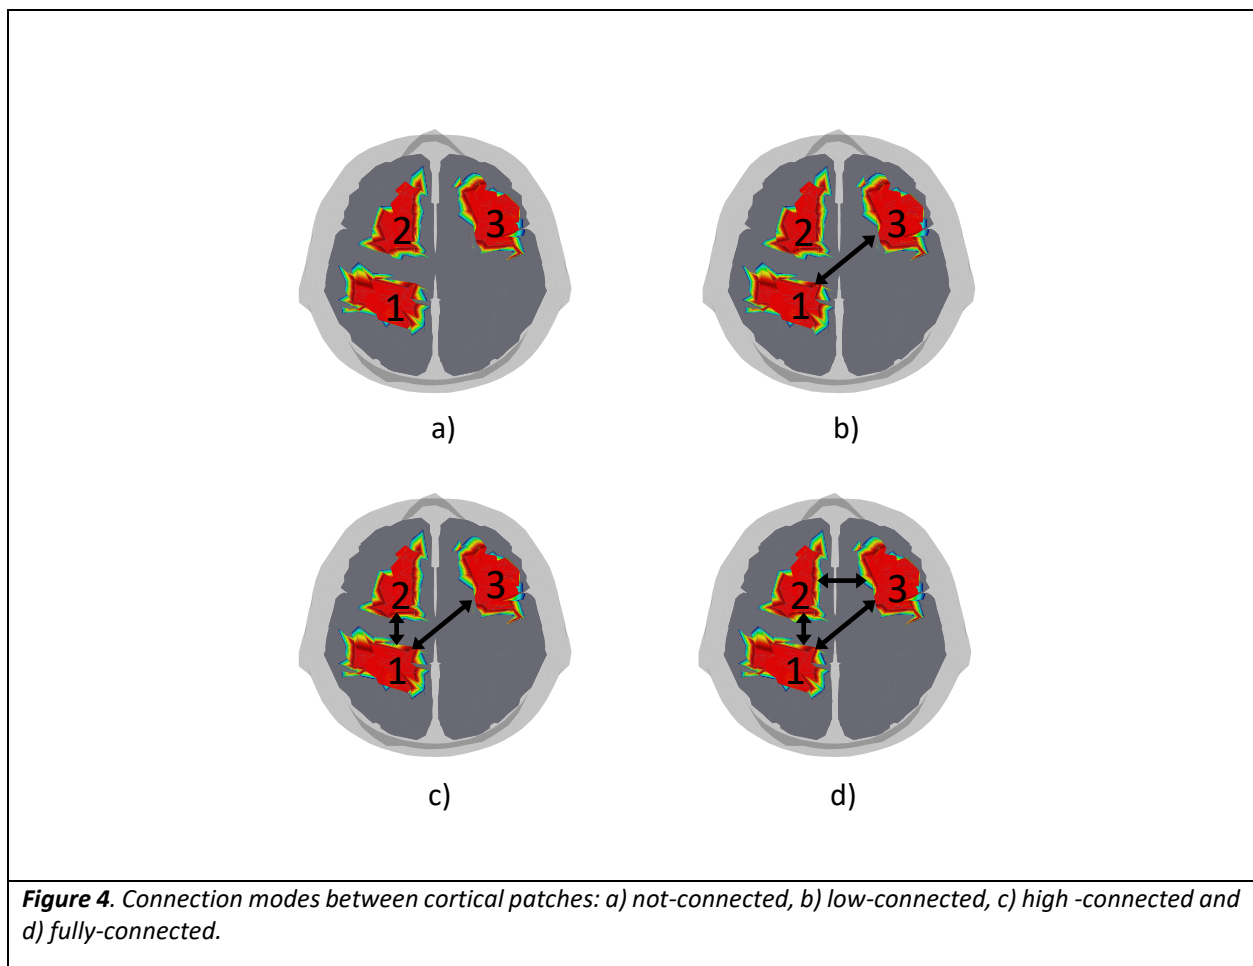 2
3
1
2
3
1
a)
b)
2
3
1
2
3
1
c)
d)
Figure 4. Connection modes between cortical patches: a) not-connected, b) low-connected, c) high -connected and
d) fully-connected.